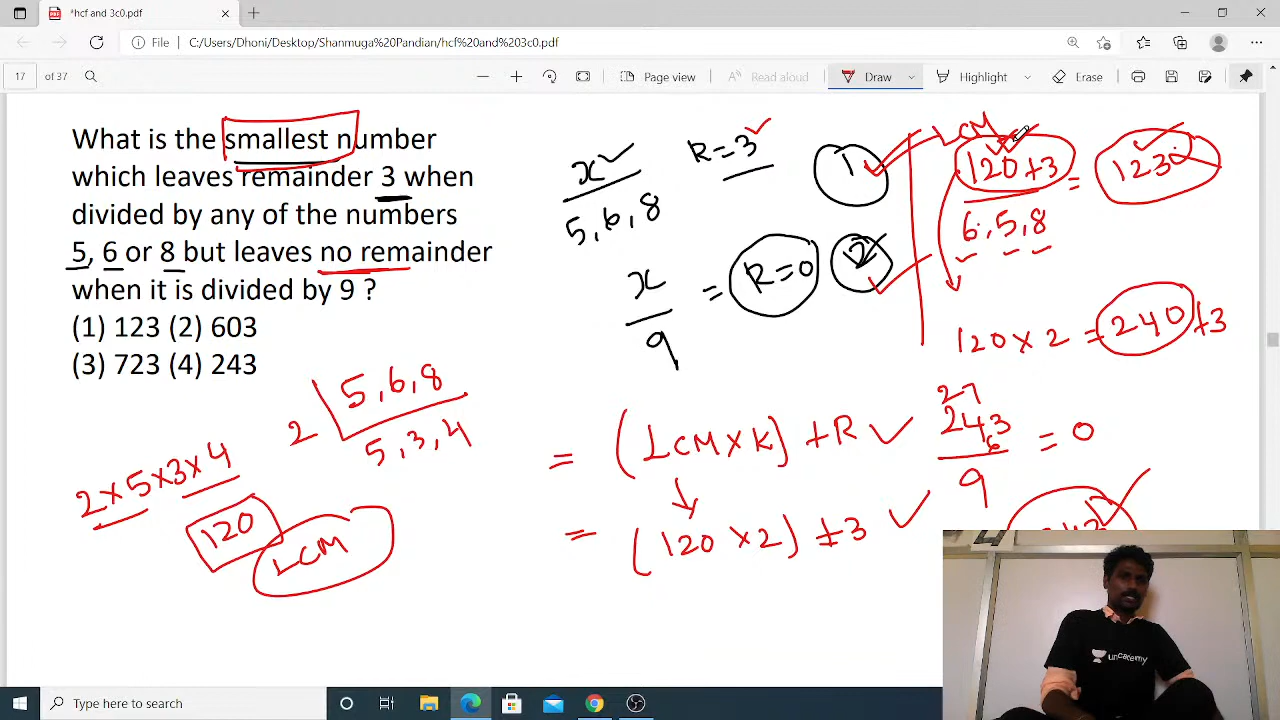 *hcf and 3c0.pdf
File
C:/Users/Dhoni/Desktop/Shanmuga%20Pandian/hcf%20and%203c0.pdf
17 of 37
Page view
Read aloud
Draw
Highlight
Erase
What is the smallest number
which leaves remainder 3 when
divided by any of the numbers
5, 6 or 8 but leaves no remainder
when it is divided by 9 ?
(1) 123 (2) 603
(3) 723 (4) 243
2 5,6,8
5,3,4
2×5×3×4
120
LCM
x R=3 1
5,6,8
x = R=0 2
9
LCM
120+3 = 123
6,5,8
120×2 = 240+3
= (LCM×K)+R
= (120×2)+3
27
243 = 0
9
243
unacademy
Type here to search